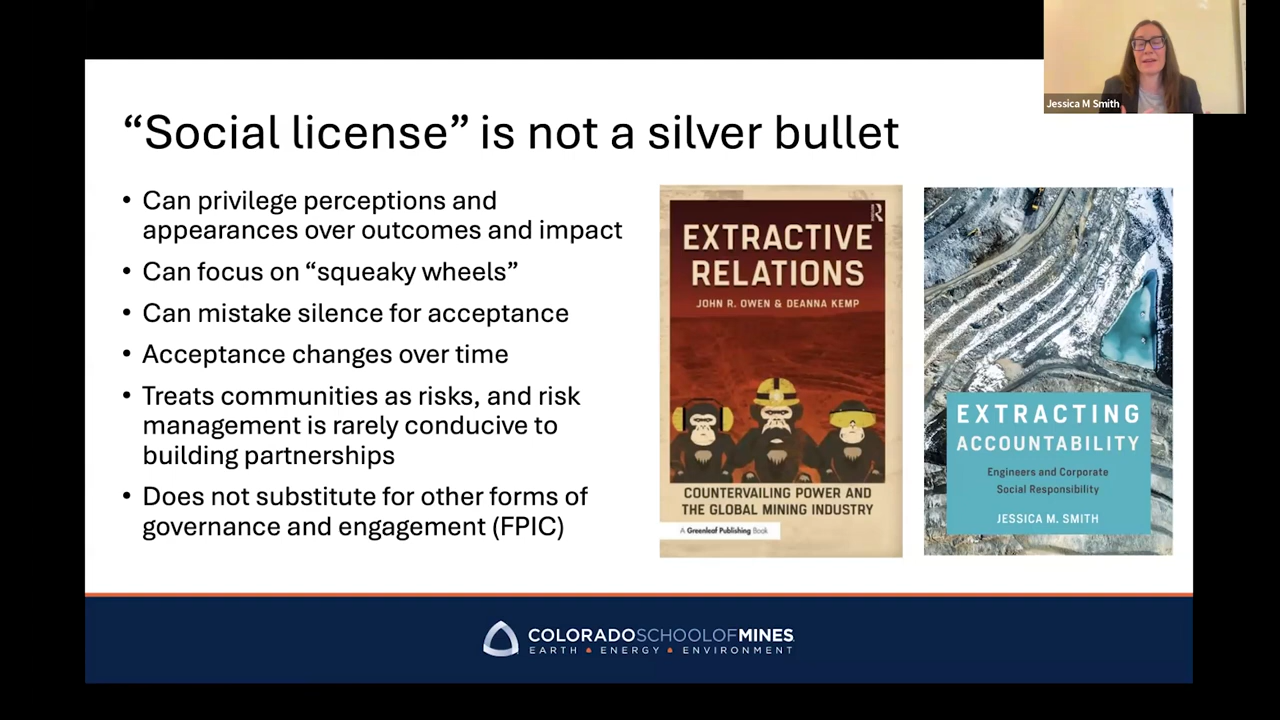 Jessica M Smith
“Social license” is not a silver bullet
• Can privilege perceptions and
appearances over outcomes and impact
• Can focus on “squeaky wheels”
• Can mistake silence for acceptance
• Acceptance changes over time
• Treats communities as risks, and risk
management is rarely conducive to
building partnerships
• Does not substitute for other forms of
governance and engagement (FPIC)
R
EXTRACTIVE
RELATIONS
JOHN R. OWEN & DEANNA KEMP
COUNTERVAILING POWER AND
THE GLOBAL MINING INDUSTRY
A Greenleaf Publishing Book
EXTRACTING
ACCOUNTABILITY
Engineers and Corporate
Social Responsibility
JESSICA M. SMITH
COLORADOSCHOOLOFMINES
EARTH • ENERGY • ENVIRONMENT